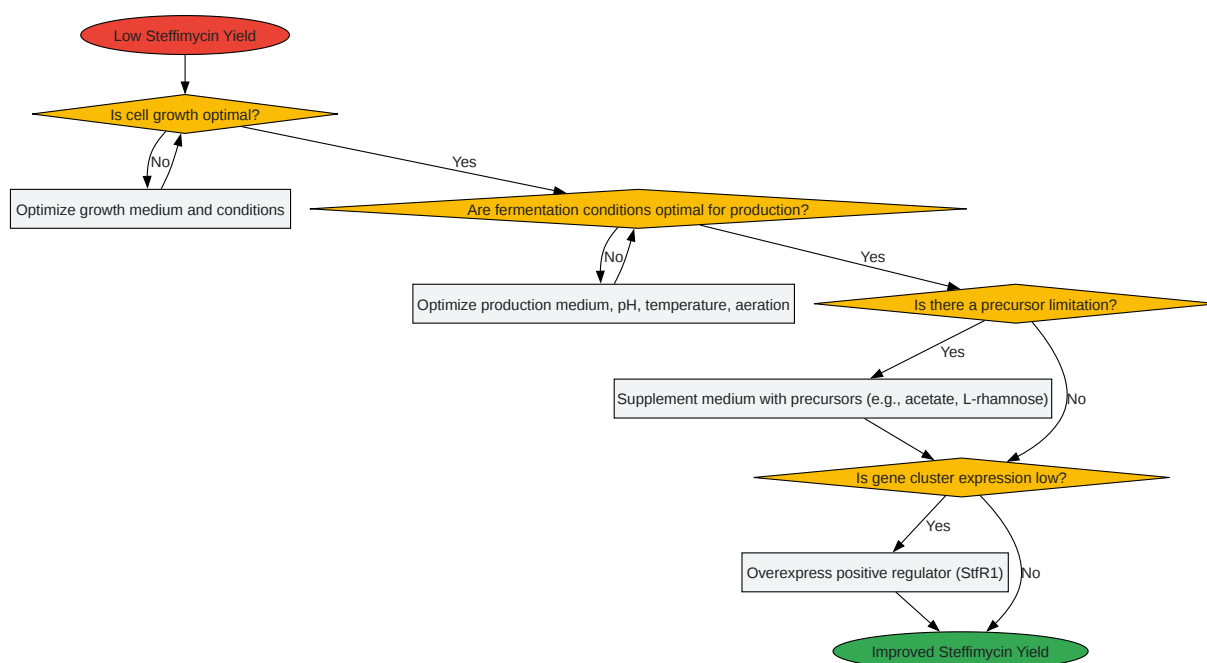 Low Steffimycin Yield
Is cell growth optimal?
No
Yes
Optimize growth medium and conditions
Are fermentation conditions optimal for production?
No
Yes
Optimize production medium, pH, temperature, aeration
Is there a precursor limitation?
Yes
Supplement medium with precursors (e.g., acetate, L-rhamnose)
No
Is gene cluster expression low?
Yes
Overexpress positive regulator (StfR1)
No
Improved Steffimycin Yield